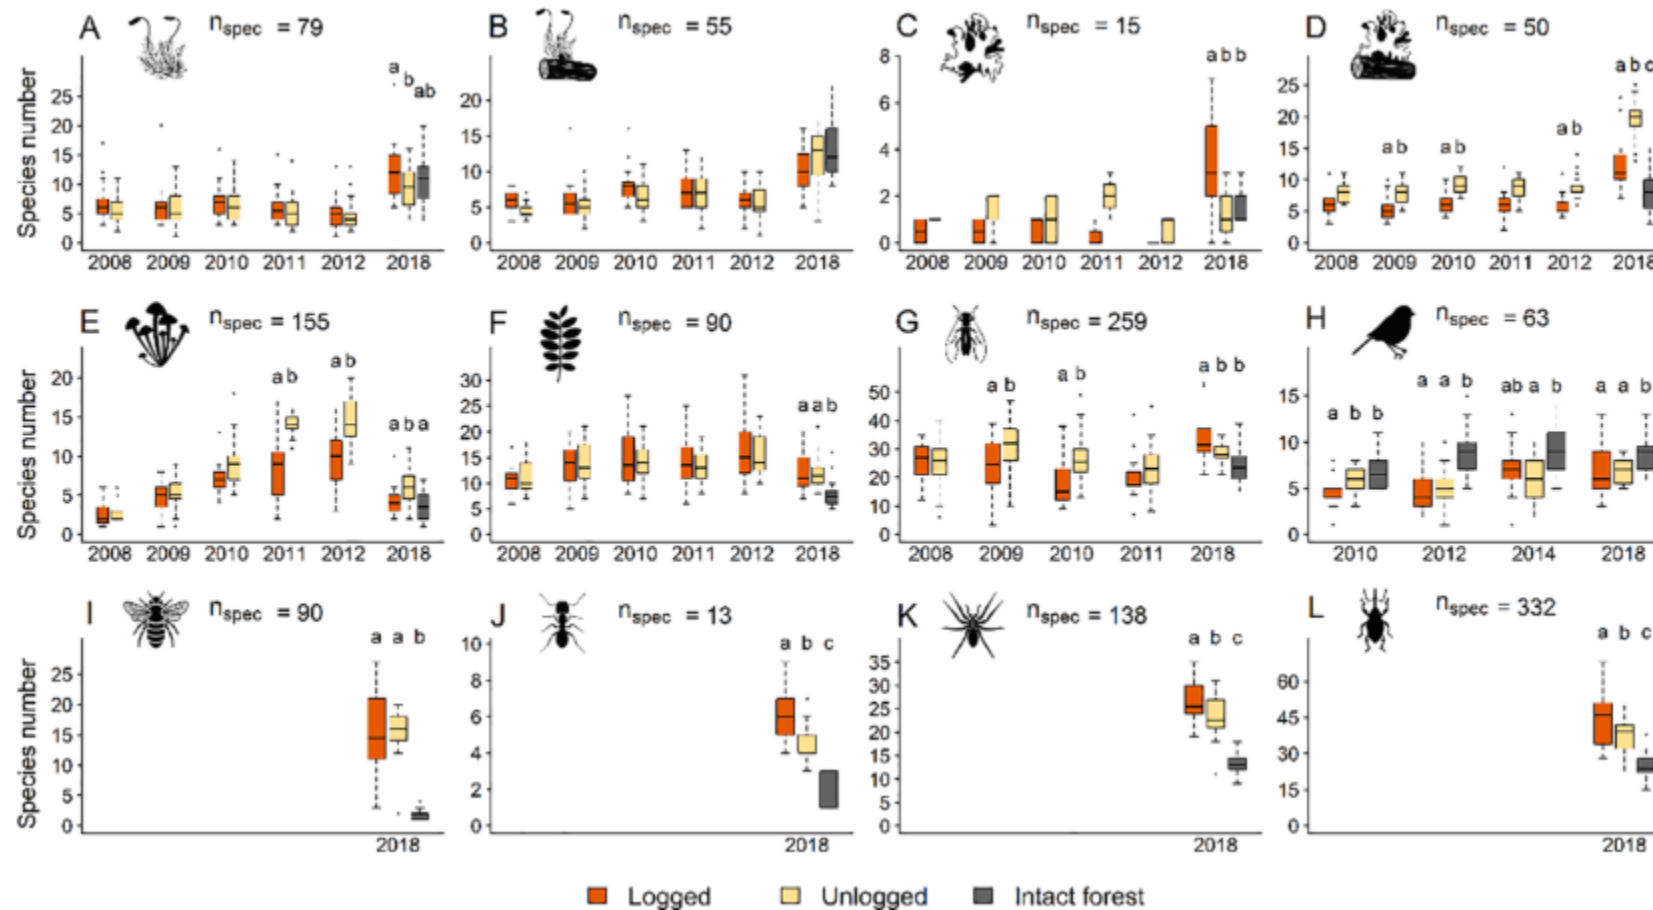 A nspec = 79 B nspec = 55 C nspec = 15 D nspec = 50
Species number
25 20 15 10 5 0
a b ab
2008 2009 2010 2011 2012 2018
20 15 10 5 0
2008 2009 2010 2011 2012 2018
8 6 4 2 0
a b b
2008 2009 2010 2011 2012 2018
25 20 15 10 5 0
a b a b a b a b c
2008 2009 2010 2011 2012 2018
E nspec = 155 F nspec = 90 G nspec = 259 H nspec = 63
Species number
20 15 10 5 0
a b a b a b a
2008 2009 2010 2011 2012 2018
30 25 20 15 10 5 0
a a b
2008 2009 2010 2011 2012 2018
50 40 30 20 10 0
a b a b a b b
2008 2009 2010 2011 2018
15 10 5 0
a b b a a b ab a b a a b
2010 2012 2014 2018
I nspec = 90 J nspec = 13 K nspec = 138 L nspec = 332
Species number
25 20 15 10 5 0
a a b
2018
10 8 6 4 2 0
a b c
2018
35 30 25 20 15 10 5 0
a b c
2018
60 45 30 15 0
a b c
2018
Logged Unlogged Intact forest